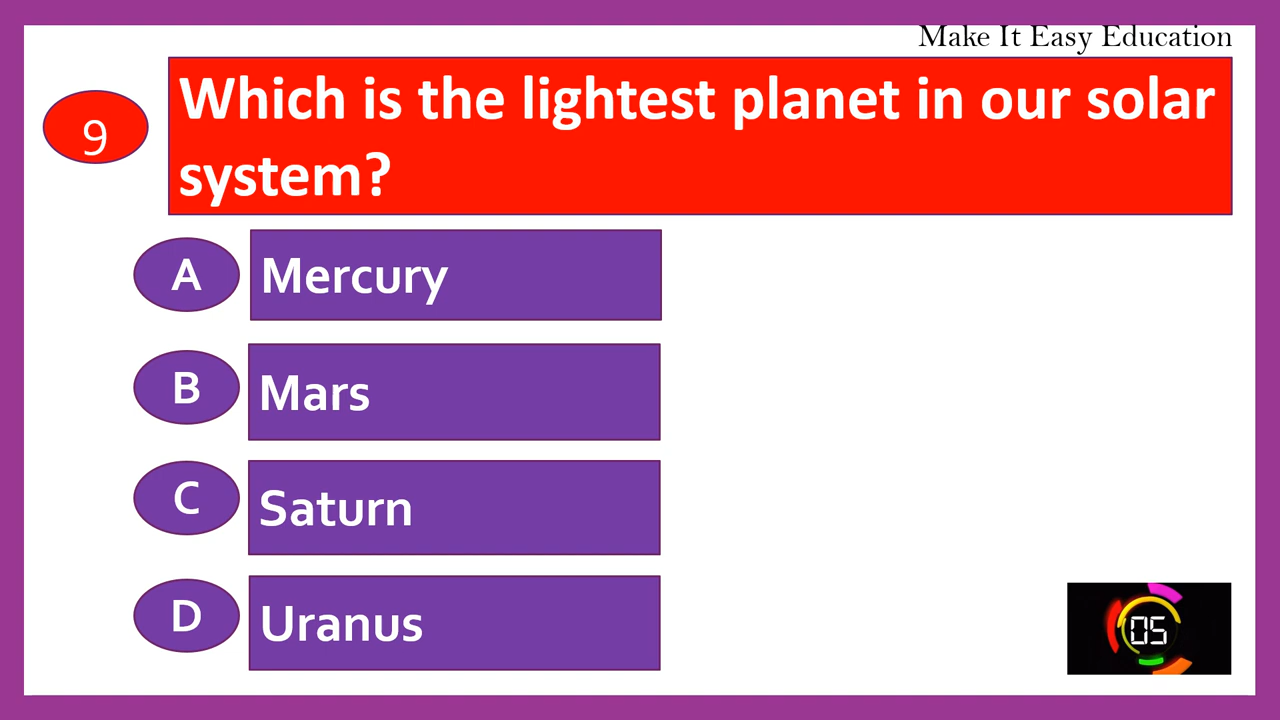 Make It Easy Education
9
Which is the lightest planet in our solar
system?
A
Mercury
B
Mars
C
Saturn
D
Uranus
05